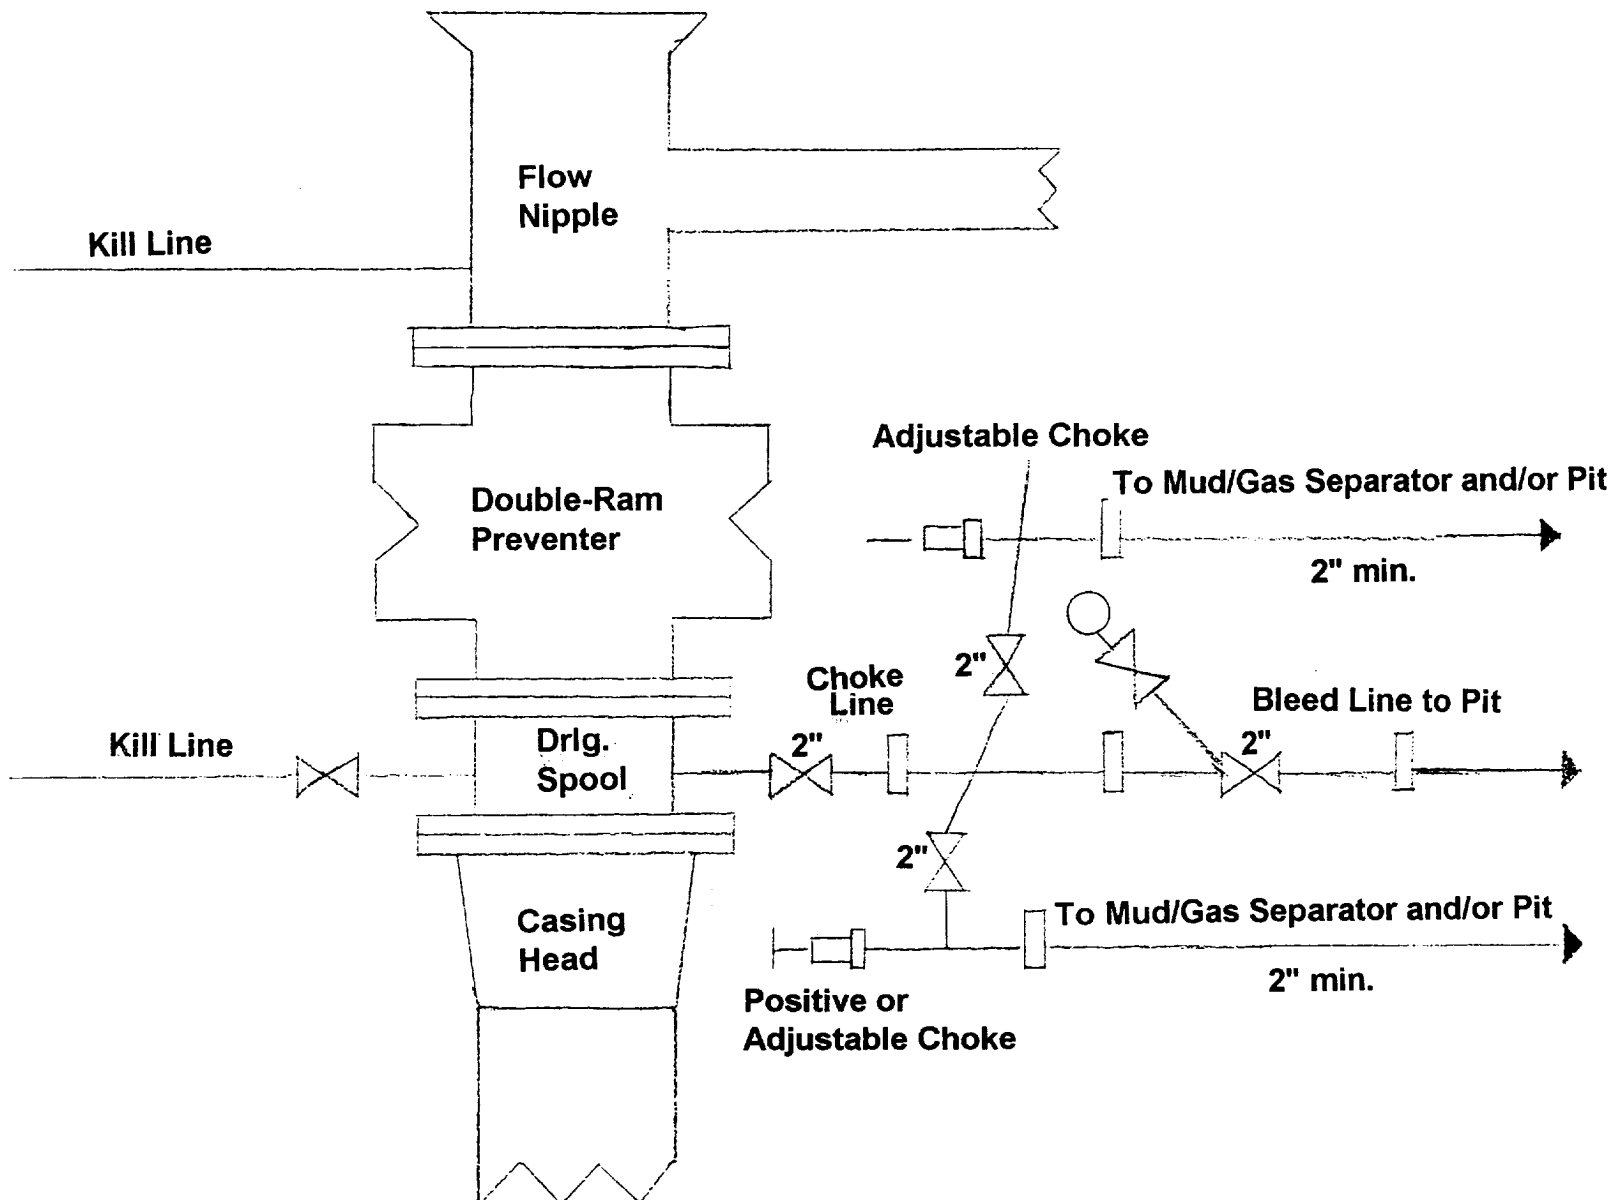 Flow
Nipple
Kill Line
Adjustable Choke
To Mud/Gas Separator and/or Pit
2" min.
Double-Ram
Preventer
2"
Choke
Line
Bleed Line to Pit
Kill Line
Drlg.
Spool
2"
2"
2"
Casing
Head
To Mud/Gas Separator and/or Pit
2" min.
Positive or
Adjustable Choke